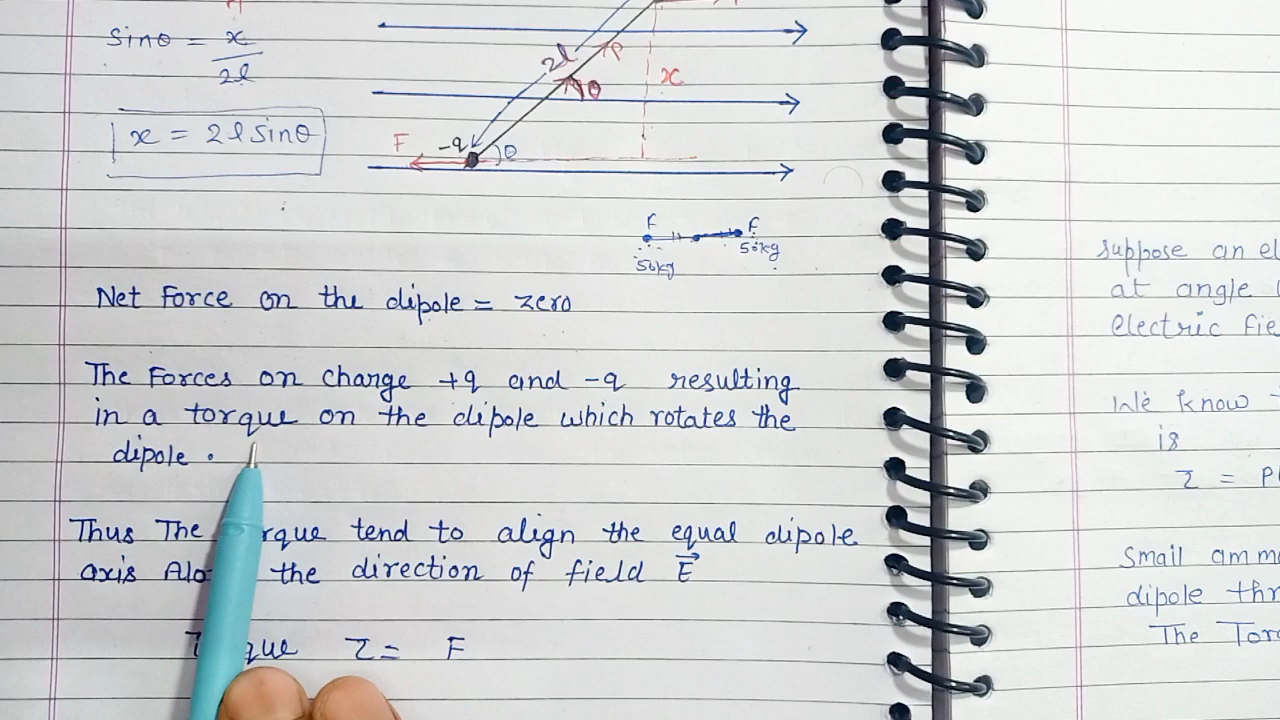 sinθ = x
2l
x = 2lsinθ
2l
P
θ
x
F
-q
θ
F
F
50kg
50kg
Net Force on the dipole = zero
The Forces on charge +q and -q resulting
in a torque on the dipole which rotates the
dipole.
Thus The rque tend to align the equal dipole
axis Alo the direction of field E⃗
que τ = F
suppose an el
at angle
electric fie
We know
is
τ = P
Small amm
dipole thr
The Tor